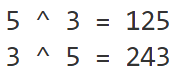 5 ^ 3 = 125
3 ^ 5 = 243